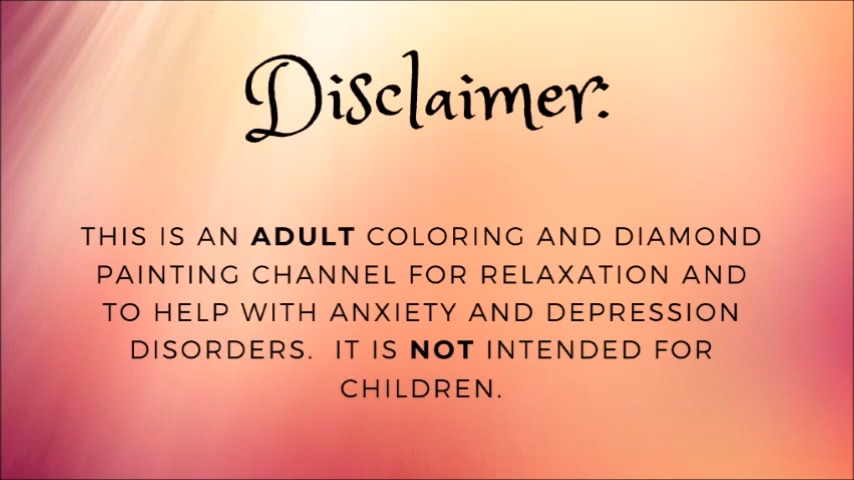 Disclaimer:
THIS IS AN ADULT COLORING AND DIAMOND
PAINTING CHANNEL FOR RELAXATION AND
TO HELP WITH ANXIETY AND DEPRESSION
DISORDERS. IT IS NOT INTENDED FOR
CHILDREN.